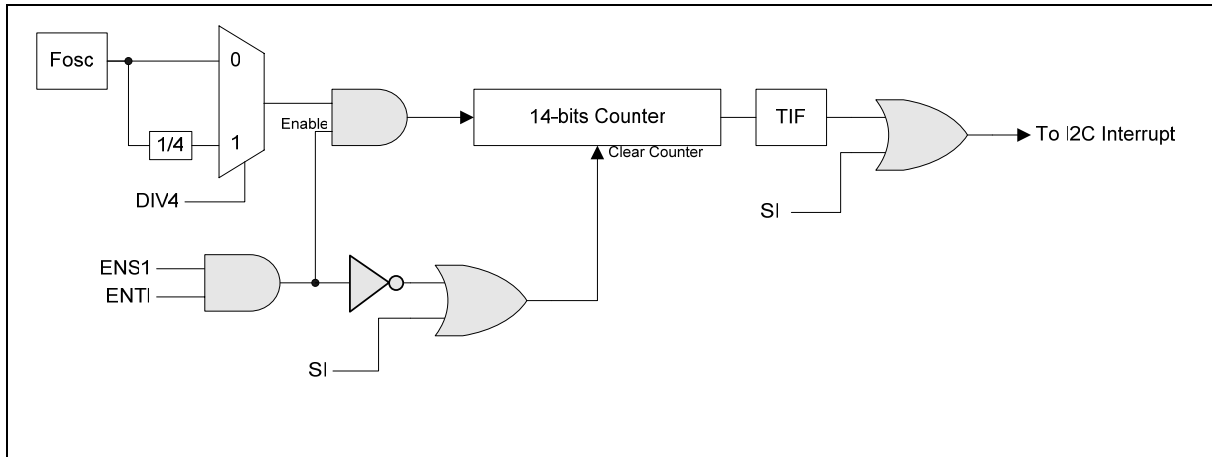 Fosc
0
1/4
1
DIV4
Enable
14-bits Counter
Clear Counter
TIF
To I2C Interrupt
SI
ENS1
ENTI
SI